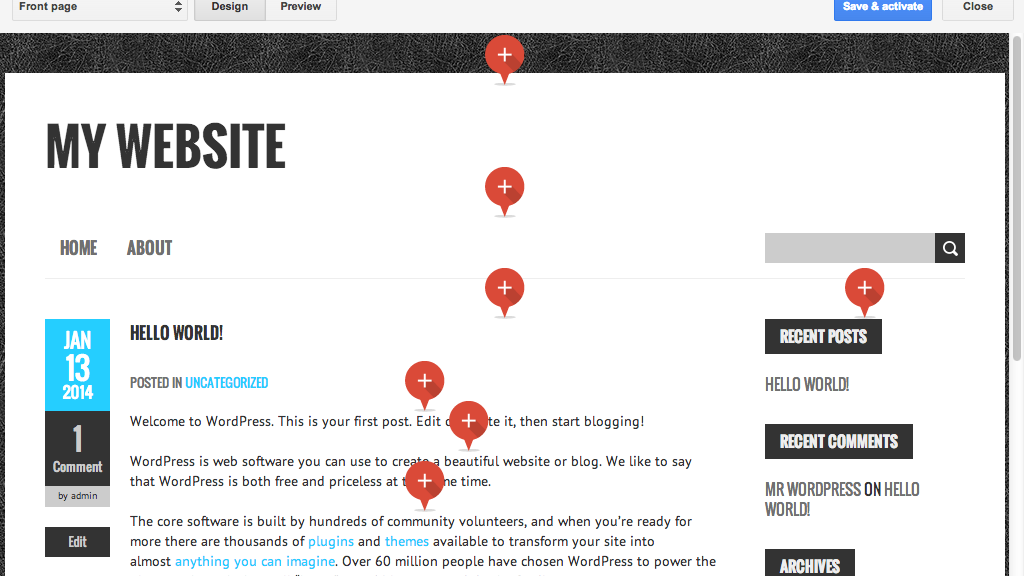 Front page
Design
Preview
Save & activate
Close
MY WEBSITE
HOME
ABOUT
JAN
13
2014
1
Comment
by admin
Edit
HELLO WORLD!
POSTED IN UNCATEGORIZED
Welcome to WordPress. This is your first post. Edit it, then start blogging!
WordPress is web software you can use to create a beautiful website or blog. We like to say
that WordPress is both free and priceless at time.
The core software is built by hundreds of community volunteers, and when you're ready for
more there are thousands of plugins and themes available to transform your site into
almost anything you can imagine. Over 60 million people have chosen WordPress to power the
RECENT POSTS
HELLO WORLD!
RECENT COMMENTS
MR WORDPRESS ON HELLO
WORLD!
ARCHIVES